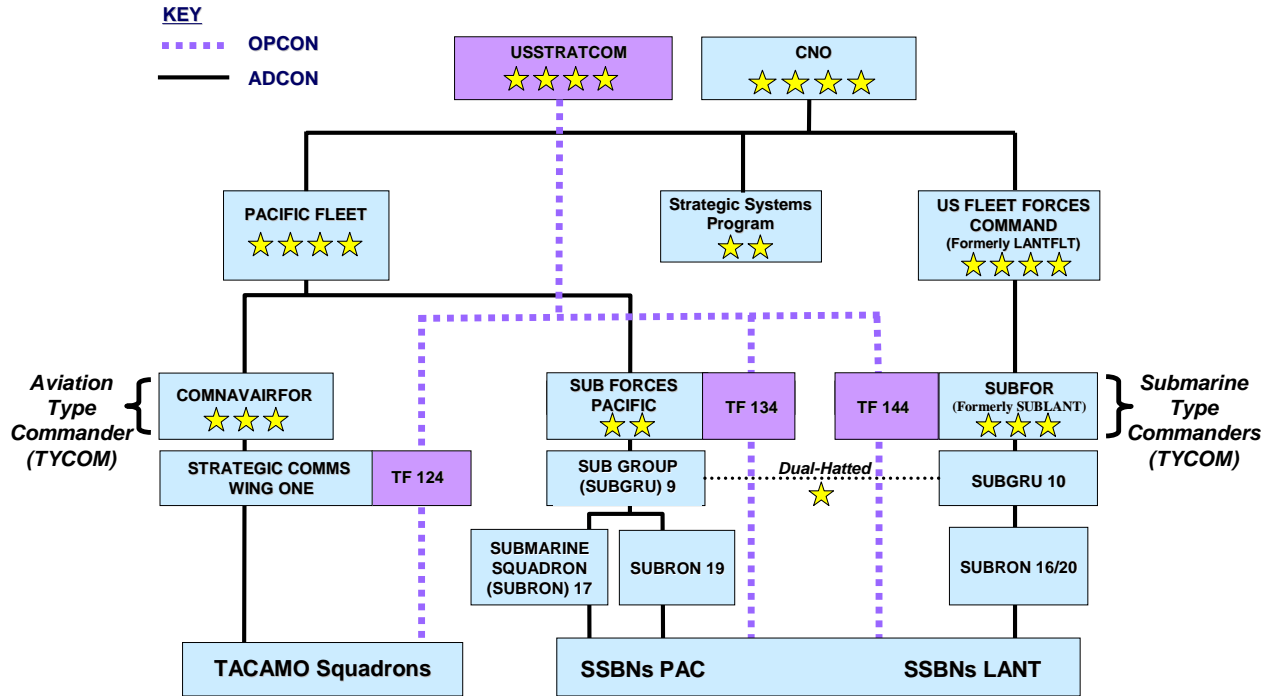 KEY
OPCON
ADCON
USSTRATCOM
CNO
PACIFIC FLEET
Strategic Systems
Program
US FLEET FORCES
COMMAND
(Formerly LANTFLT)
Aviation
Type
Commander
(TYCOM)
COMNAVAIRFOR
SUB FORCES
PACIFIC
TF 134
TF 144
SUBFOR
(Formerly SUBLANT)
Submarine
Type
Commanders
(TYCOM)
STRATEGIC COMMS
WING ONE
TF 124
SUB GROUP
(SUBGRU) 9
Dual-Hatted
SUBGRU 10
SUBMARINE
SQUADRON
(SUBRON) 17
SUBRON 19
SUBRON 16/20
TACAMO Squadrons
SSBNs PAC
SSBNs LANT